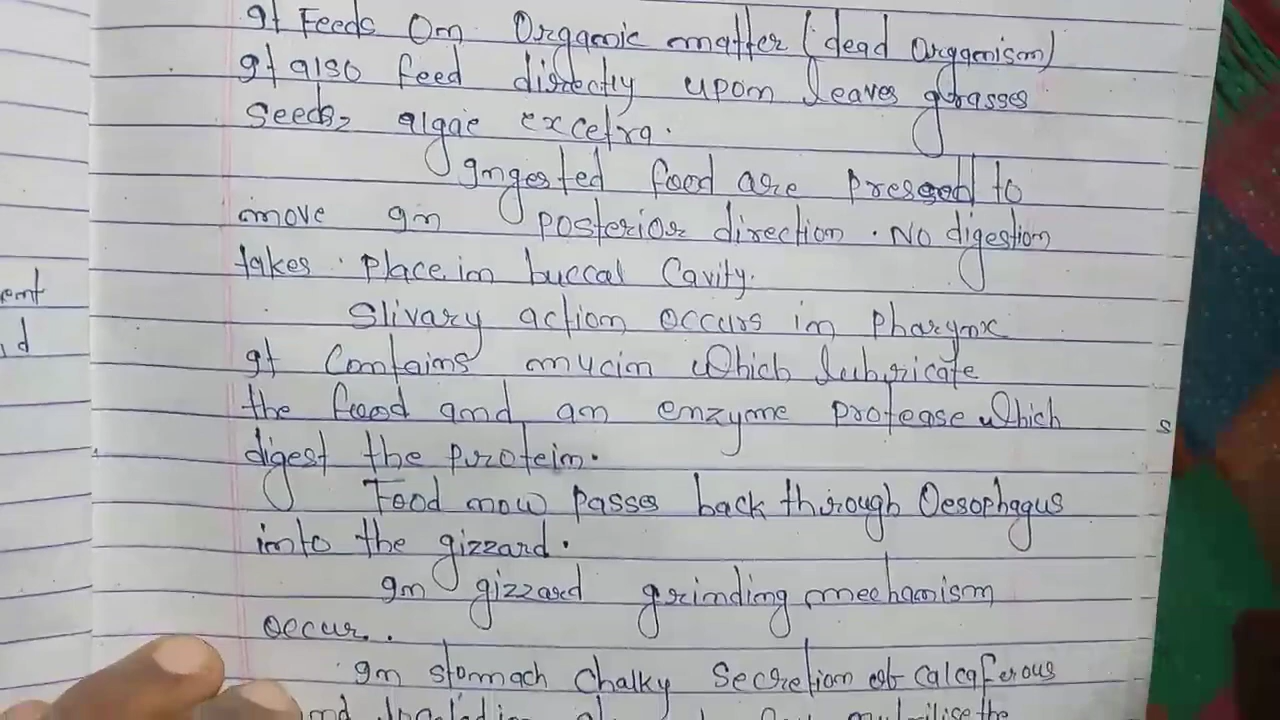 It Feeds On Organic matter (dead organism)
It also feed directly upon leaves grasses
Seeds, algae excetra.
Ingested food are pressed to
move In posterior direction. No digestion
takes place in buccal Cavity.
Slivary action occurs in Pharynx
It Contains mucin Which lubricate
the food and an enzyme protease which
digest the protein.
Food now passes back through Oesophagus
into the gizzard.
In gizzard grinding mechanism
occur..
In stomach Chalky Secretion of calcaferous
the
ent
d
s